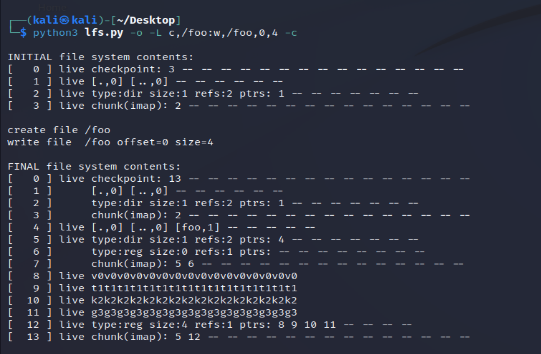 ┌──(kali㉿kali)-[~/Desktop]
└─$ python3 lfs.py -o -L c,/foo:w,/foo,0,4 -c
INITIAL file system contents:
[   0 ] live checkpoint: 3 -- -- -- -- -- -- -- -- -- -- -- -- -- -- --
[   1 ] live [.,0] [..,0] -- -- -- -- -- --
[   2 ] live type:dir size:1 refs:2 ptrs: 1 -- -- -- -- -- -- --
[   3 ] live chunk(imap): 2 -- -- -- -- -- -- -- -- -- -- -- -- -- -- --
create file /foo
write file  /foo offset=0 size=4
FINAL file system contents:
[   0 ] live checkpoint: 13 -- -- -- -- -- -- -- -- -- -- -- -- -- -- --
[   1 ]      [.,0] [..,0] -- -- -- -- -- --
[   2 ]      type:dir size:1 refs:2 ptrs: 1 -- -- -- -- -- -- --
[   3 ]      chunk(imap): 2 -- -- -- -- -- -- -- -- -- -- -- -- -- -- --
[   4 ] live [.,0] [..,0] [foo,1] -- -- -- -- --
[   5 ] live type:dir size:1 refs:2 ptrs: 4 -- -- -- -- -- -- --
[   6 ]      type:reg size:0 refs:1 ptrs: -- -- -- -- -- -- -- --
[   7 ]      chunk(imap): 5 6 -- -- -- -- -- -- -- -- -- -- -- -- -- --
[   8 ] live v0v0v0v0v0v0v0v0v0v0v0v0v0v0v0v0
[   9 ] live t1t1t1t1t1t1t1t1t1t1t1t1t1t1t1t1
[  10 ] live k2k2k2k2k2k2k2k2k2k2k2k2k2k2k2k2
[  11 ] live g3g3g3g3g3g3g3g3g3g3g3g3g3g3g3g3
[  12 ] live type:reg size:4 refs:1 ptrs: 8 9 10 11 -- -- -- --
[  13 ] live chunk(imap): 5 12 -- -- -- -- -- -- -- -- -- -- -- -- -- --